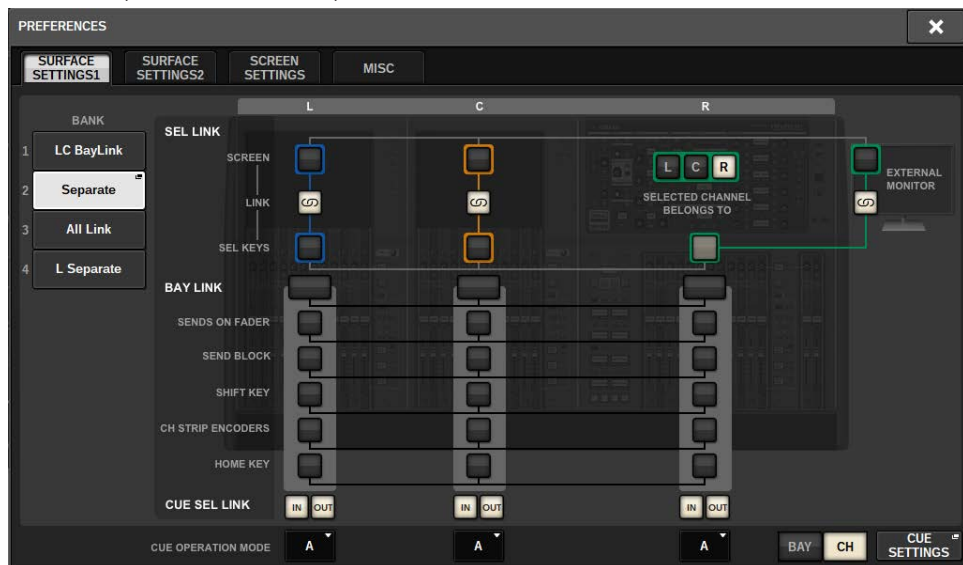 PREFERENCES
SURFACE SETTINGS1
SURFACE SETTINGS2
SCREEN SETTINGS
MISC
L
C
R
BANK
1 LC BayLink
2 Separate
3 All Link
4 L Separate
SEL LINK
SCREEN
LINK
SEL KEYS
L C R
SELECTED CHANNEL
BELONGS TO
EXTERNAL
MONITOR
BAY LINK
SENDS ON FADER
SEND BLOCK
SHIFT KEY
CH STRIP ENCODERS
HOME KEY
CUE SEL LINK IN OUT IN OUT IN OUT
CUE OPERATION MODE A A A BAY CH
CUE
SETTINGS